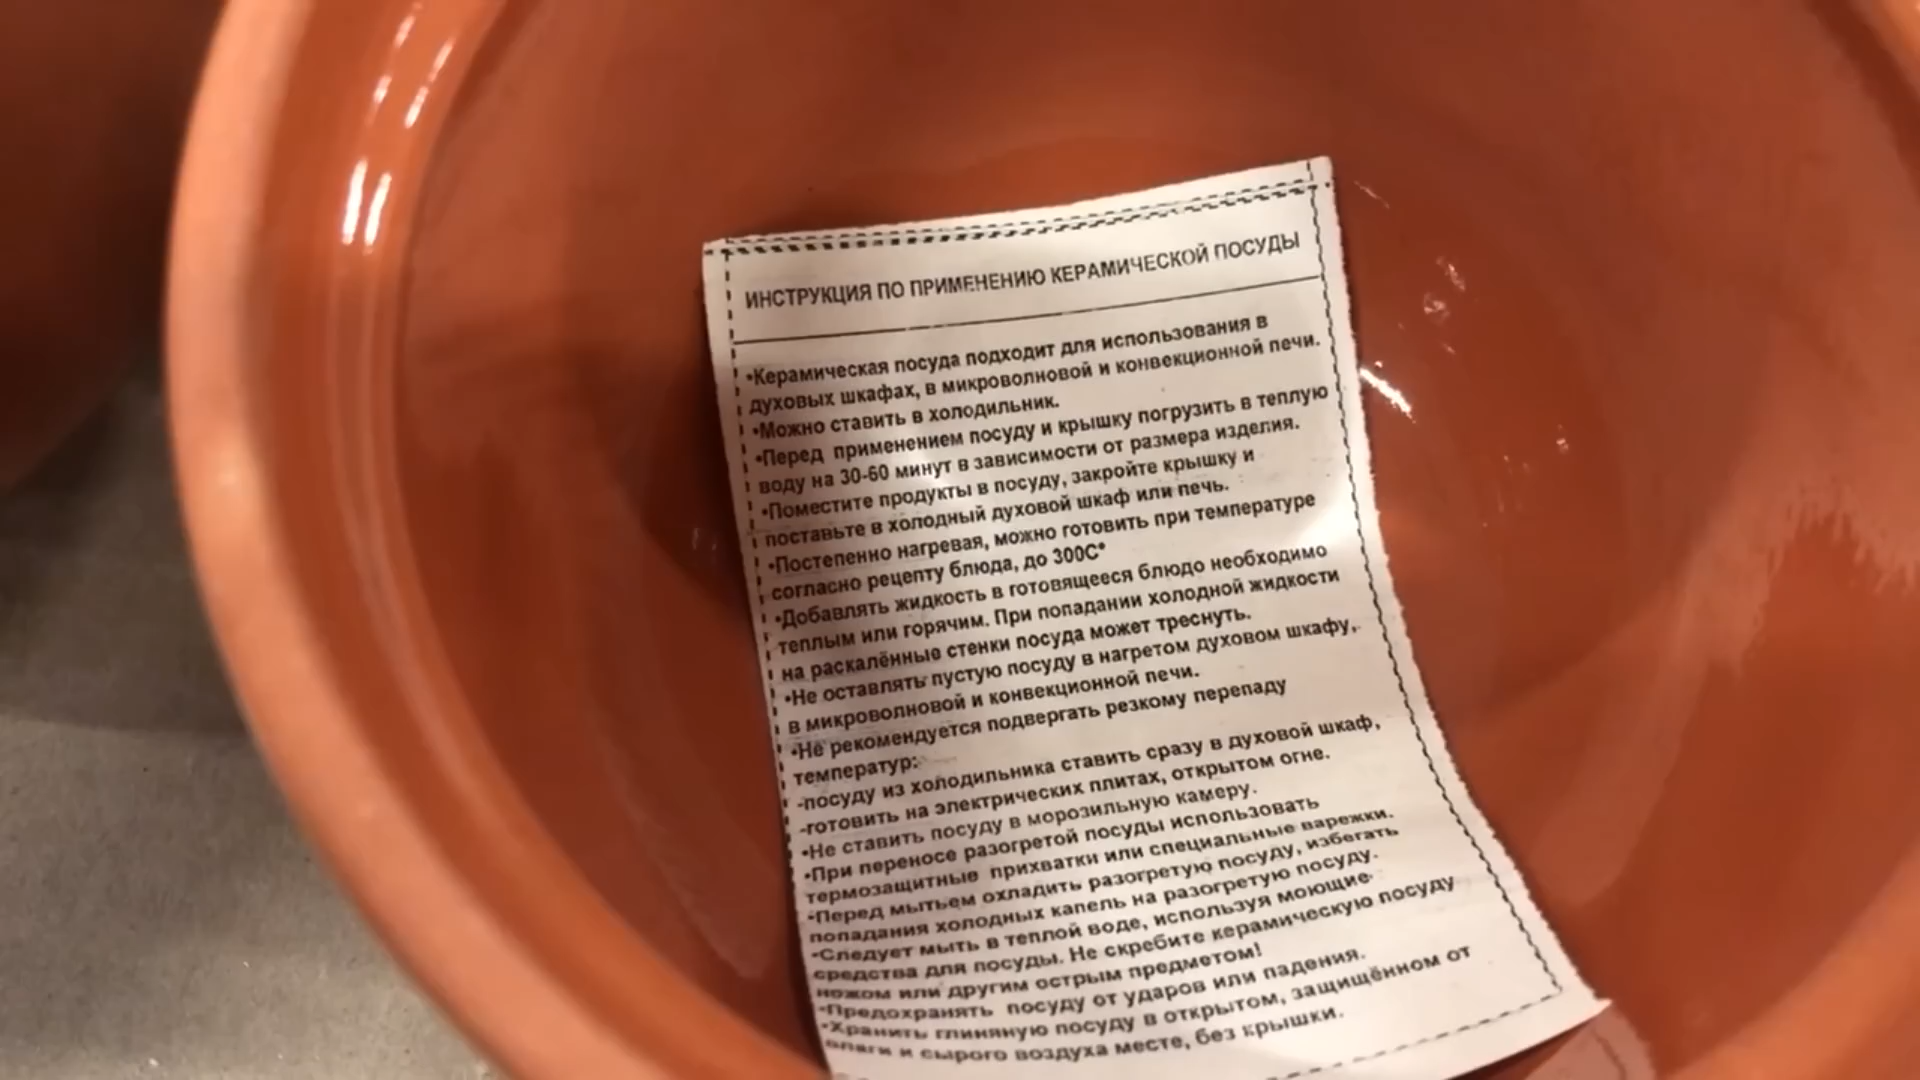 ИНСТРУКЦИЯ ПО ПРИМЕНЕНИЮ КЕРАМИЧЕСКОЙ ПОСУДЫ
•Керамическая посуда подходит для использования в
духовых шкафах, в микроволновой и конвекционной печи.
•Можно ставить в холодильник.
•Перед применением посуду и крышку погрузить в теплую
воду на 30-60 минут в зависимости от размера изделия.
•Поместите продукты в посуду, закройте крышку и
поставьте в холодный духовой шкаф или печь.
•Постепенно нагревая, можно готовить при температуре
согласно рецепту блюда, до 300С°
•Добавлять жидкость в готовящееся блюдо необходимо
теплым или горячим. При попадании холодной жидкости
на раскалённые стенки посуда может треснуть.
•Не оставлять пустую посуду в нагретом духовом шкафу,
в микроволновой и конвекционной печи.
•Не рекомендуется подвергать резкому перепаду
температур:
-посуду из холодильника ставить сразу в духовой шкаф,
-готовить на электрических плитах, открытом огне.
•Не ставить посуду в морозильную камеру.
•При переносе разогретой посуды использовать
термозащитные прихватки или специальные варежки.
•Перед мытьем охладить разогретую посуду, избегать
попадания холодных капель на разогретую посуду.
•Следует мыть в теплой воде, используя моющие
средства для посуды. Не скребите керамическую посуду
ножом или другим острым предметом!
•Предохранять посуду от ударов или падения.
•Хранить глиняную посуду в открытом, защищённом от
влаги и сырого воздуха месте, без крышки.